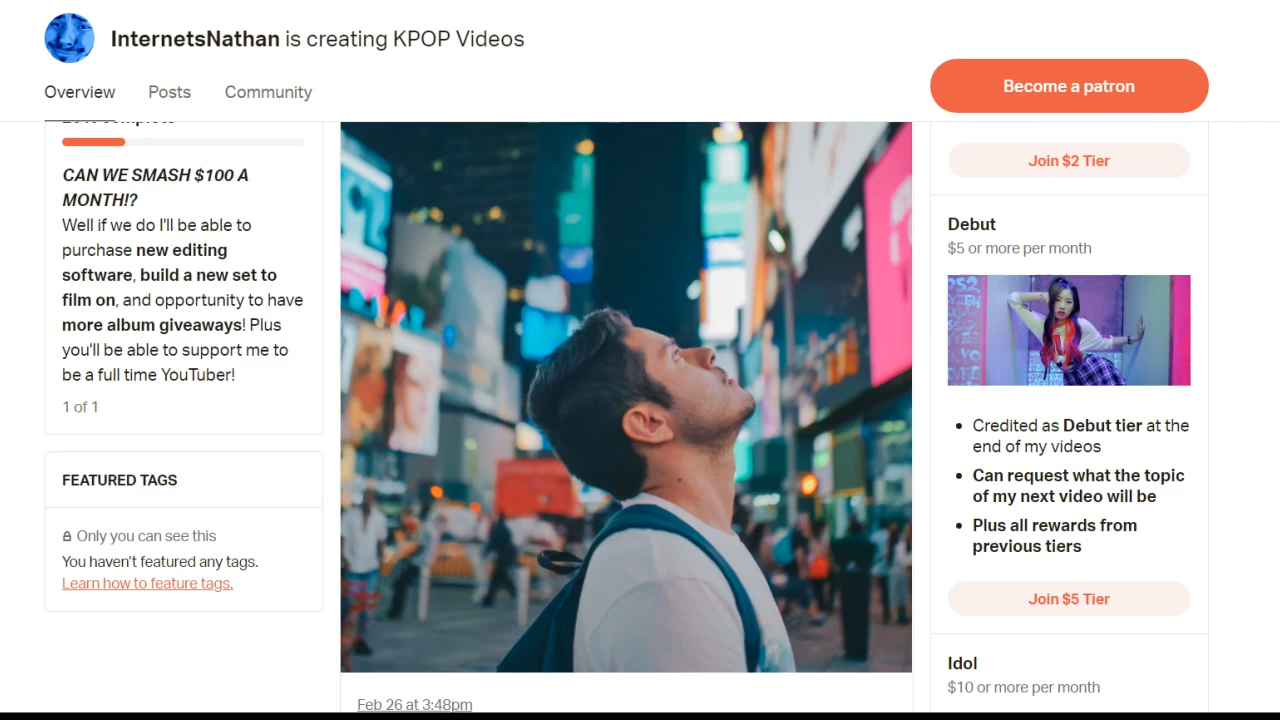 InternetsNathan is creating KPOP Videos
Overview Posts Community
Become a patron
CAN WE SMASH $100 A
MONTH!?
Well if we do I'll be able to
purchase new editing
software, build a new set to
film on, and opportunity to have
more album giveaways! Plus
you'll be able to support me to
be a full time YouTuber!
1 of 1
FEATURED TAGS
Only you can see this
You haven't featured any tags.
Learn how to feature tags.
Feb 26 at 3:48pm
Join $2 Tier
Debut
$5 or more per month
Credited as Debut tier at the
end of my videos
Can request what the topic
of my next video will be
Plus all rewards from
previous tiers
Join $5 Tier
Idol
$10 or more per month